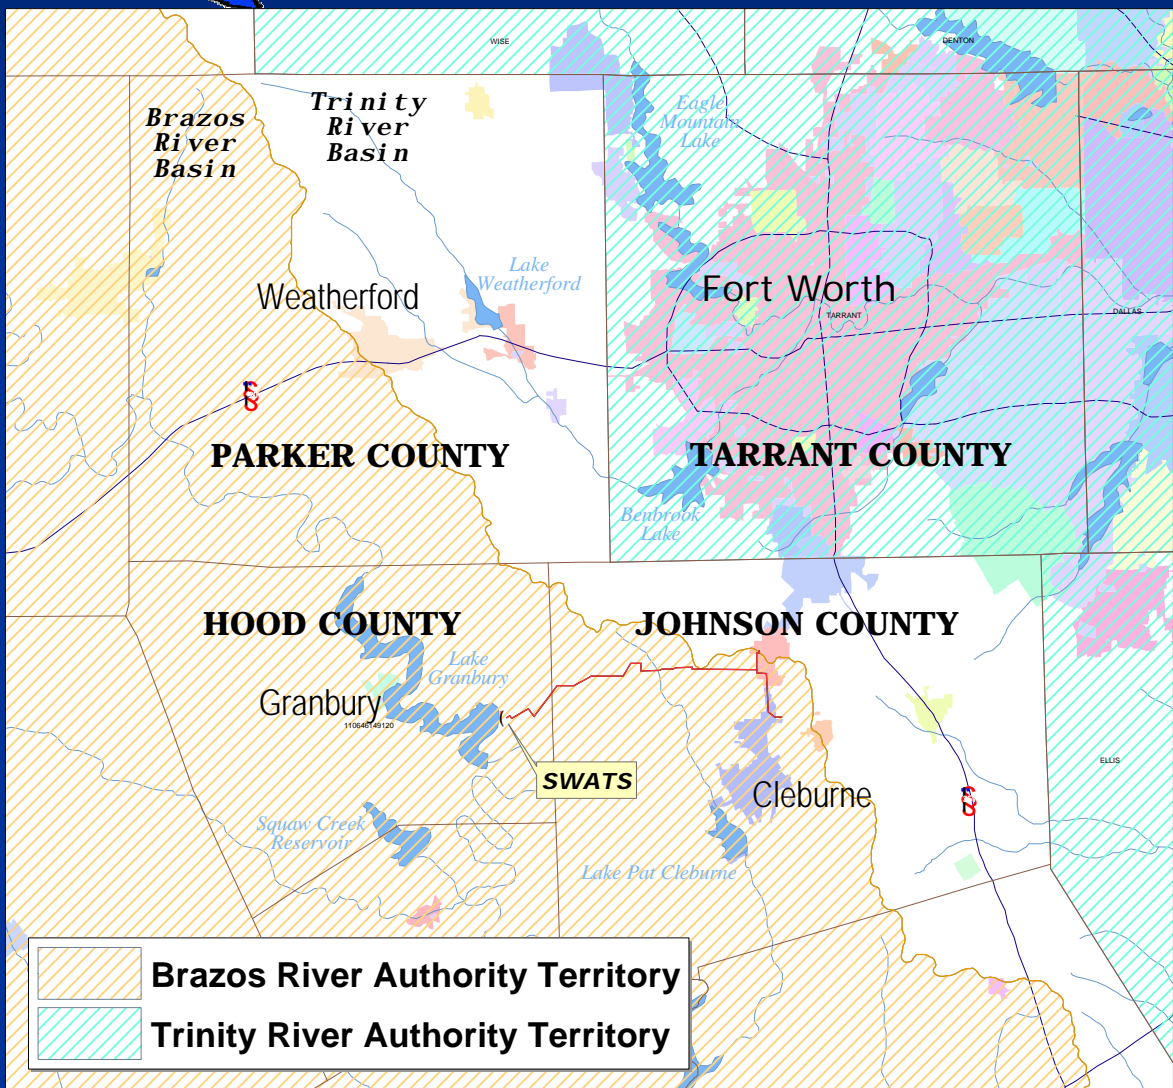 WISE
DENTON
Brazos
River
Basin
Trinity
River
Basin
Eagle
Mountain
Lake
Lake
Weatherford
Weatherford
Fort Worth
TARRANT
DALLAS
PARKER COUNTY
TARRANT COUNTY
Benbrook
Lake
HOOD COUNTY
JOHNSON COUNTY
Lake
Granbury
Granbury
110646149120
SWATS
ELLIS
Cleburne
Squaw Creek
Reservoir
Lake Pat Cleburne
Brazos River Authority Territory
Trinity River Authority Territory